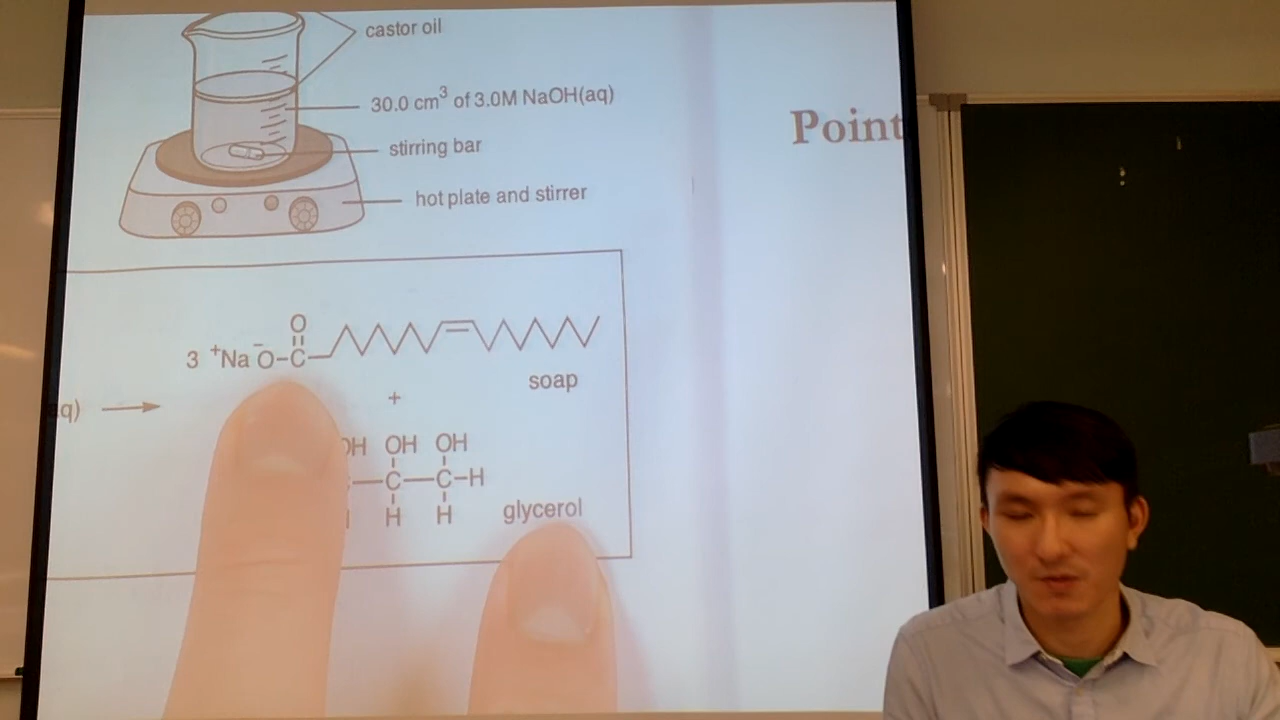 castor oil
30.0 cm³ of 3.0M NaOH(aq)
stirring bar
hot plate and stirrer
Point
O
3 ⁺Na ⁻O–C
soap
q) →
+
OH OH OH
—C—C–H
H H
glycerol